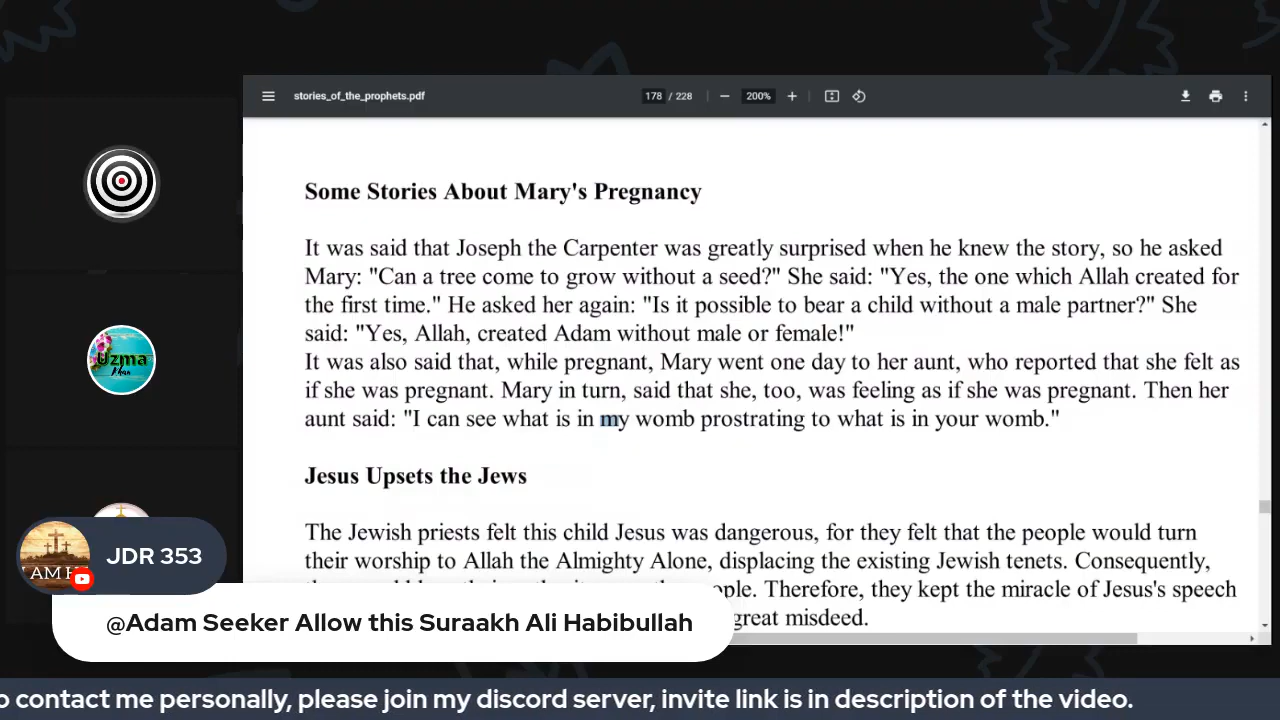 stories_of_the_prophets.pdf
178 / 228
200%
Some Stories About Mary's Pregnancy
It was said that Joseph the Carpenter was greatly surprised when he knew the story, so he asked
Mary: "Can a tree come to grow without a seed?" She said: "Yes, the one which Allah created for
the first time." He asked her again: "Is it possible to bear a child without a male partner?" She
said: "Yes, Allah, created Adam without male or female!"
It was also said that, while pregnant, Mary went one day to her aunt, who reported that she felt as
if she was pregnant. Mary in turn, said that she, too, was feeling as if she was pregnant. Then her
aunt said: "I can see what is in my womb prostrating to what is in your womb."
Jesus Upsets the Jews
The Jewish priests felt this child Jesus was dangerous, for they felt that the people would turn
their worship to Allah the Almighty Alone, displacing the existing Jewish tenets. Consequently,
Therefore, they kept the miracle of Jesus's speech
great misdeed.
Uzma
Khan
JDR 353
@Adam Seeker Allow this Suraakh Ali Habibullah
o contact me personally, please join my discord server, invite link is in description of the video.